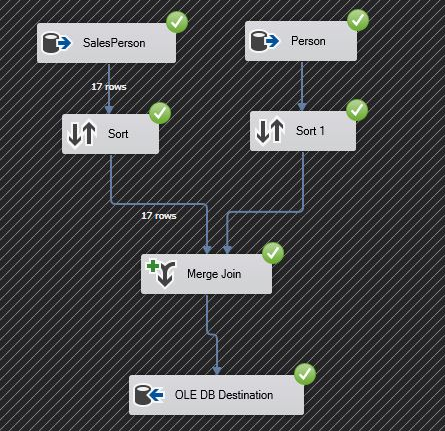 SalesPerson
Person
17 rows
Sort
Sort 1
17 rows
Merge Join
OLE DB Destination